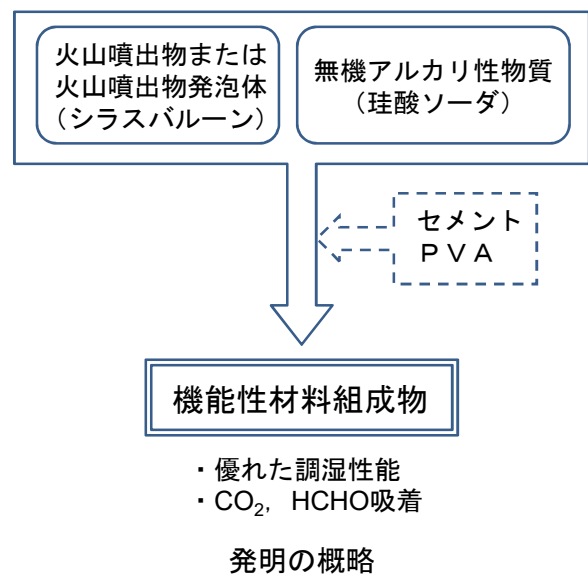 火山噴出物または
火山噴出物発泡体
（シラスバルーン）
無機アルカリ性物質
（珪酸ソーダ）
セメント
ＰＶＡ
機能性材料組成物
・優れた調湿性能
・CO₂，HCHO吸着
発明の概略